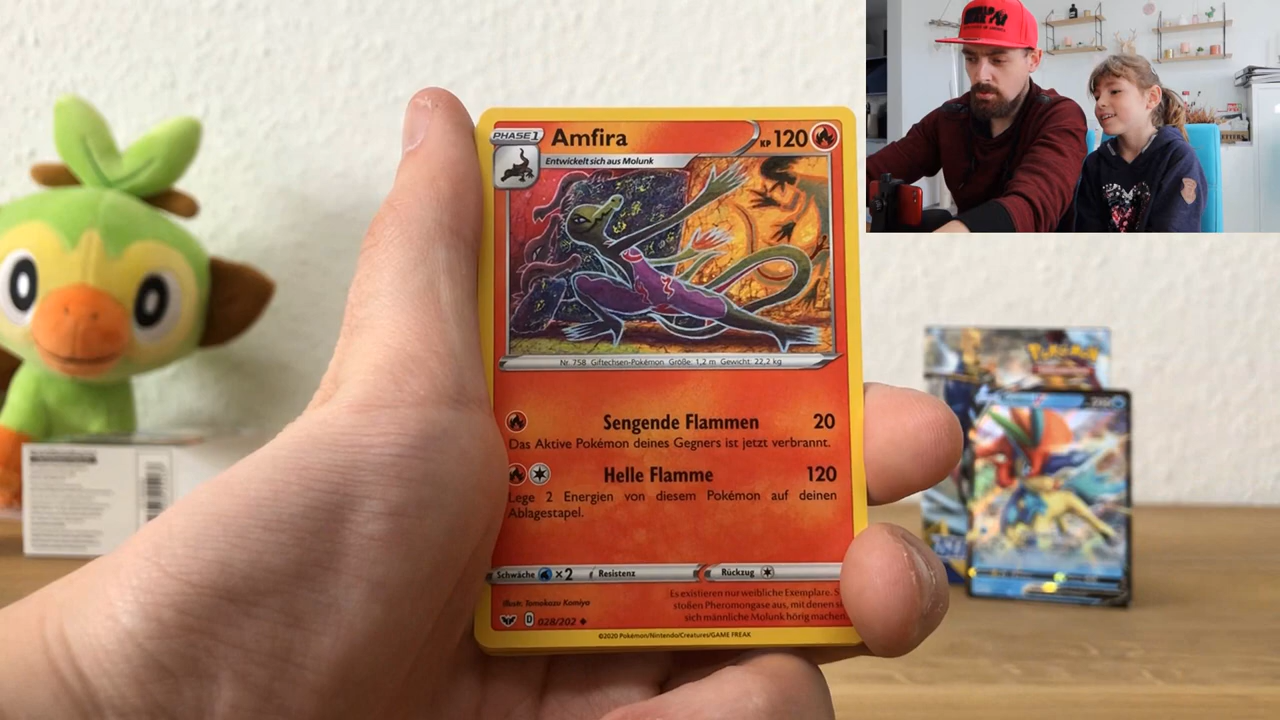 PHASE 1
Amfira
KP 120
Entwickelt sich aus Molunk
Nr. 758 Giftechsen-Pokémon Größe: 1,2 m Gewicht: 22,2 kg
Sengende Flammen 20
Das Aktive Pokémon deines Gegners ist jetzt verbrannt.
Helle Flamme 120
Lege 2 Energien von diesem Pokémon auf deinen
Ablagestapel.
Schwäche ×2 Resistenz Rückzug
Illustr. Tomokazu Komiya
Es existieren nur weibliche Exemplare. S
stoßen Pheromongase aus, mit denen s
sich männliche Molunk hörig machen
D 028/202
©2020 Pokémon/Nintendo/Creatures/GAME FREAK
Pokémon